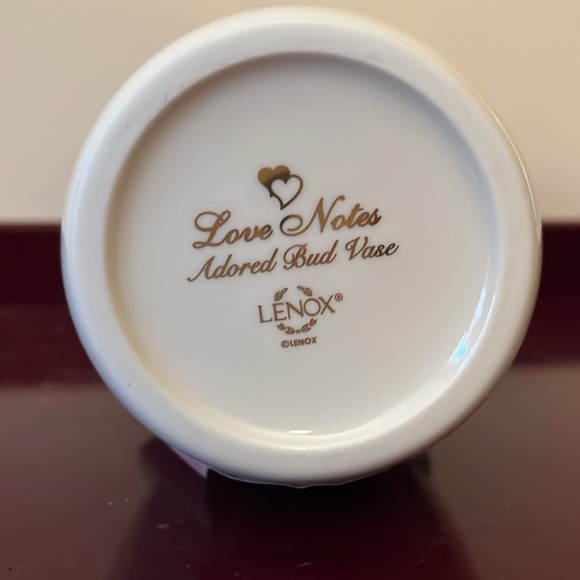 Love Notes
Adored Bud Vase
LENOX®
©LENOX